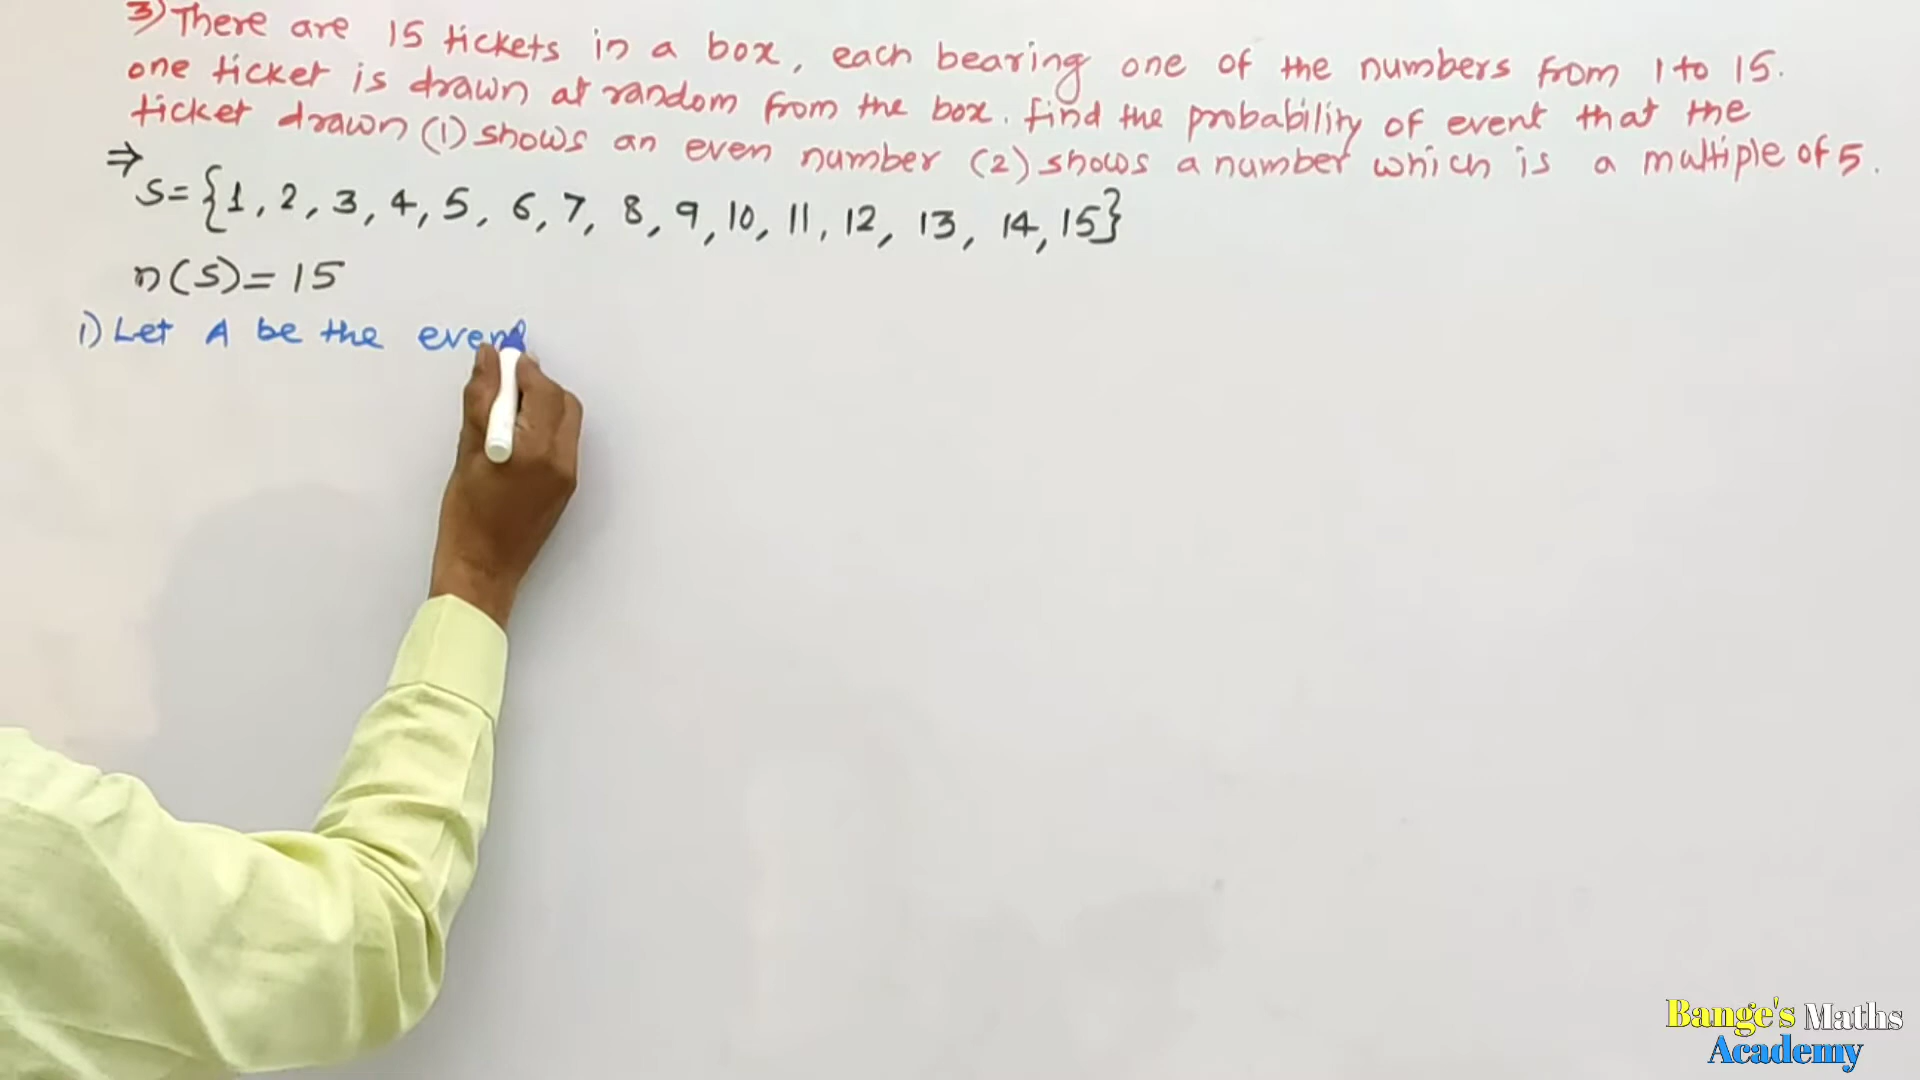 3) There are 15 tickets in a box, each bearing one of the numbers from 1 to 15.
one ticket is drawn at random from the box. find the probability of event that the
ticket drawn (1) shows an even number (2) shows a number which is a multiple of 5.
⇒ S = {1, 2, 3, 4, 5, 6, 7, 8, 9, 10, 11, 12, 13, 14, 15}
n(S) = 15
1) Let A be the even
Bange's Maths
Academy